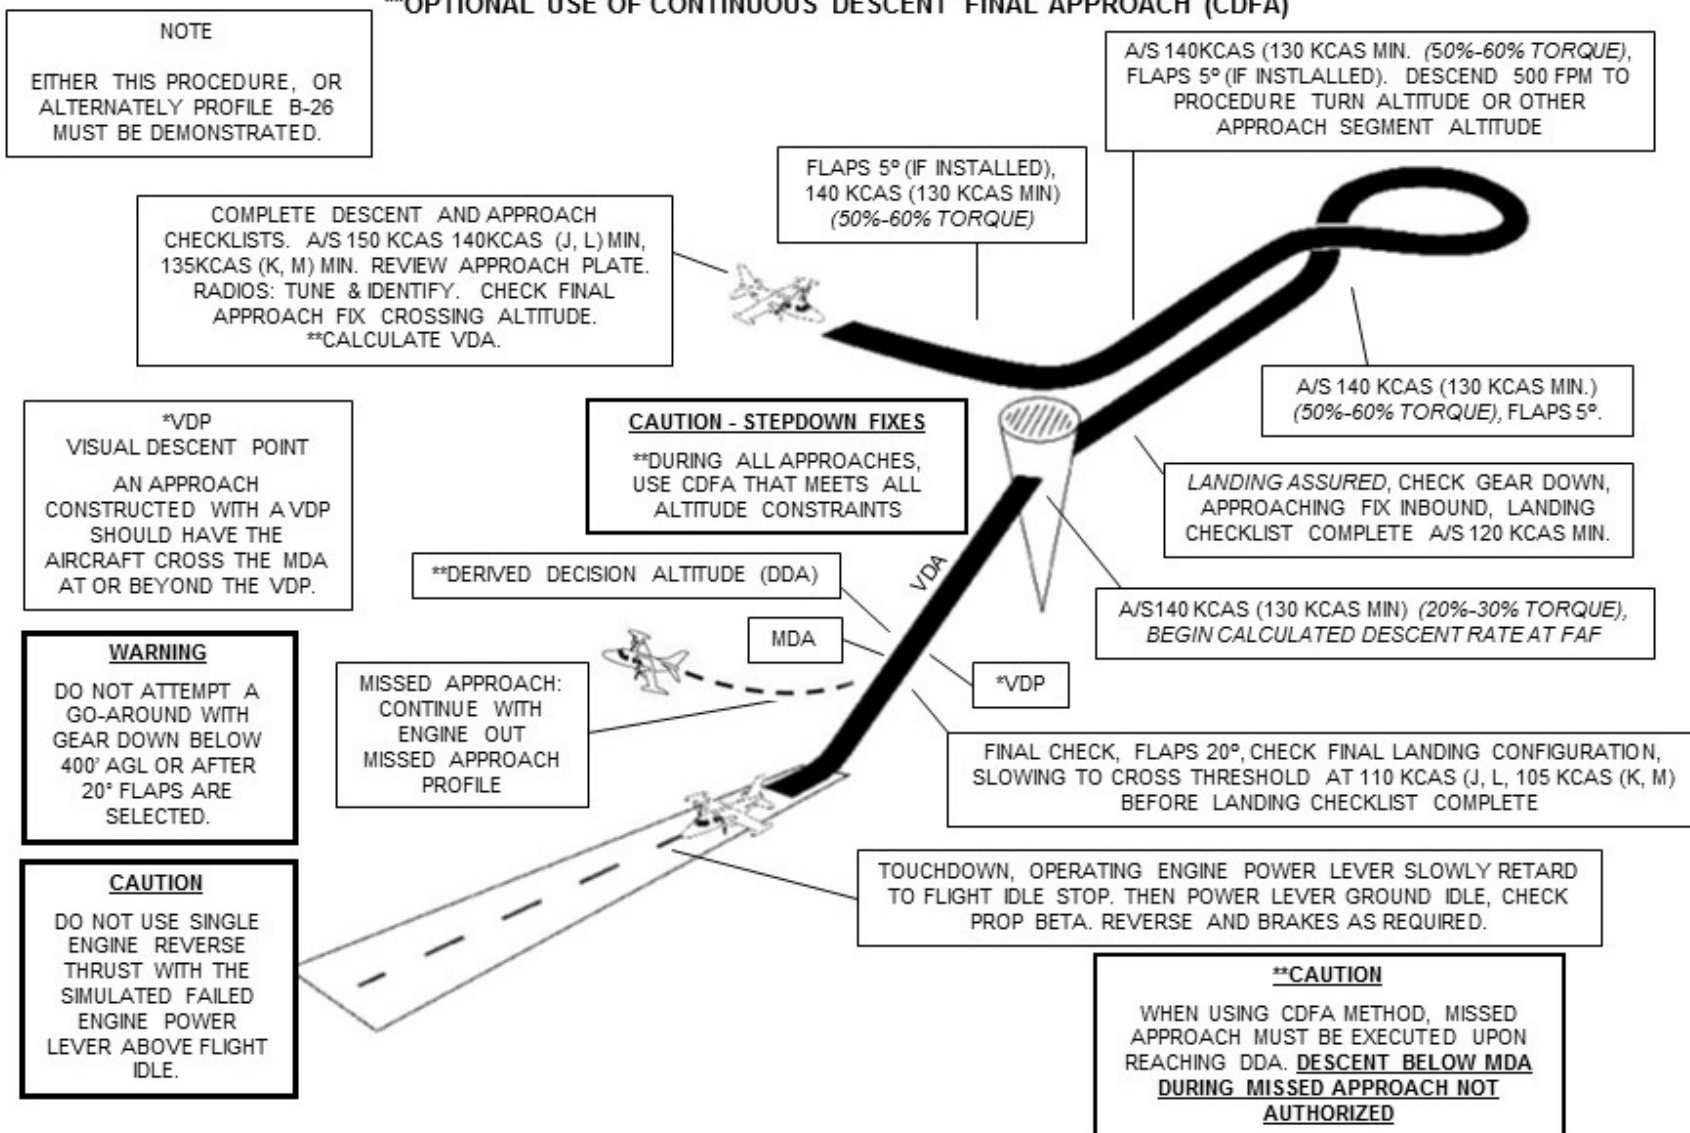 **OPTIONAL USE OF CONTINUOUS DESCENT FINAL APPROACH (CDFA)
NOTE
EITHER THIS PROCEDURE, OR
ALTERNATELY PROFILE B-26
MUST BE DEMONSTRATED.
A/S 140KCAS (130 KCAS MIN. (50%-60% TORQUE),
FLAPS 5º (IF INSTLALLED). DESCEND 500 FPM TO
PROCEDURE TURN ALTITUDE OR OTHER
APPROACH SEGMENT ALTITUDE
FLAPS 5º (IF INSTALLED),
140 KCAS (130 KCAS MIN)
(50%-60% TORQUE)
COMPLETE DESCENT AND APPROACH
CHECKLISTS. A/S 150 KCAS 140KCAS (J, L) MIN,
135KCAS (K, M) MIN. REVIEW APPROACH PLATE.
RADIOS: TUNE & IDENTIFY. CHECK FINAL
APPROACH FIX CROSSING ALTITUDE.
**CALCULATE VDA.
A/S 140 KCAS (130 KCAS MIN.)
(50%-60% TORQUE), FLAPS 5º.
*VDP
VISUAL DESCENT POINT
AN APPROACH
CONSTRUCTED WITH A VDP
SHOULD HAVE THE
AIRCRAFT CROSS THE MDA
AT OR BEYOND THE VDP.
CAUTION - STEPDOWN FIXES
**DURING ALL APPROACHES,
USE CDFA THAT MEETS ALL
ALTITUDE CONSTRAINTS
LANDING ASSURED, CHECK GEAR DOWN,
APPROACHING FIX INBOUND, LANDING
CHECKLIST COMPLETE A/S 120 KCAS MIN.
**DERIVED DECISION ALTITUDE (DDA)
VDA
A/S140 KCAS (130 KCAS MIN) (20%-30% TORQUE),
BEGIN CALCULATED DESCENT RATE AT FAF
MDA
*VDP
WARNING
DO NOT ATTEMPT A
GO-AROUND WITH
GEAR DOWN BELOW
400' AGL OR AFTER
20° FLAPS ARE
SELECTED.
MISSED APPROACH:
CONTINUE WITH
ENGINE OUT
MISSED APPROACH
PROFILE
FINAL CHECK, FLAPS 20º, CHECK FINAL LANDING CONFIGURATION,
SLOWING TO CROSS THRESHOLD AT 110 KCAS (J, L, 105 KCAS (K, M)
BEFORE LANDING CHECKLIST COMPLETE
CAUTION
DO NOT USE SINGLE
ENGINE REVERSE
THRUST WITH THE
SIMULATED FAILED
ENGINE POWER
LEVER ABOVE FLIGHT
IDLE.
TOUCHDOWN, OPERATING ENGINE POWER LEVER SLOWLY RETARD
TO FLIGHT IDLE STOP. THEN POWER LEVER GROUND IDLE, CHECK
PROP BETA. REVERSE AND BRAKES AS REQUIRED.
**CAUTION
WHEN USING CDFA METHOD, MISSED
APPROACH MUST BE EXECUTED UPON
REACHING DDA. DESCENT BELOW MDA
DURING MISSED APPROACH NOT
AUTHORIZED